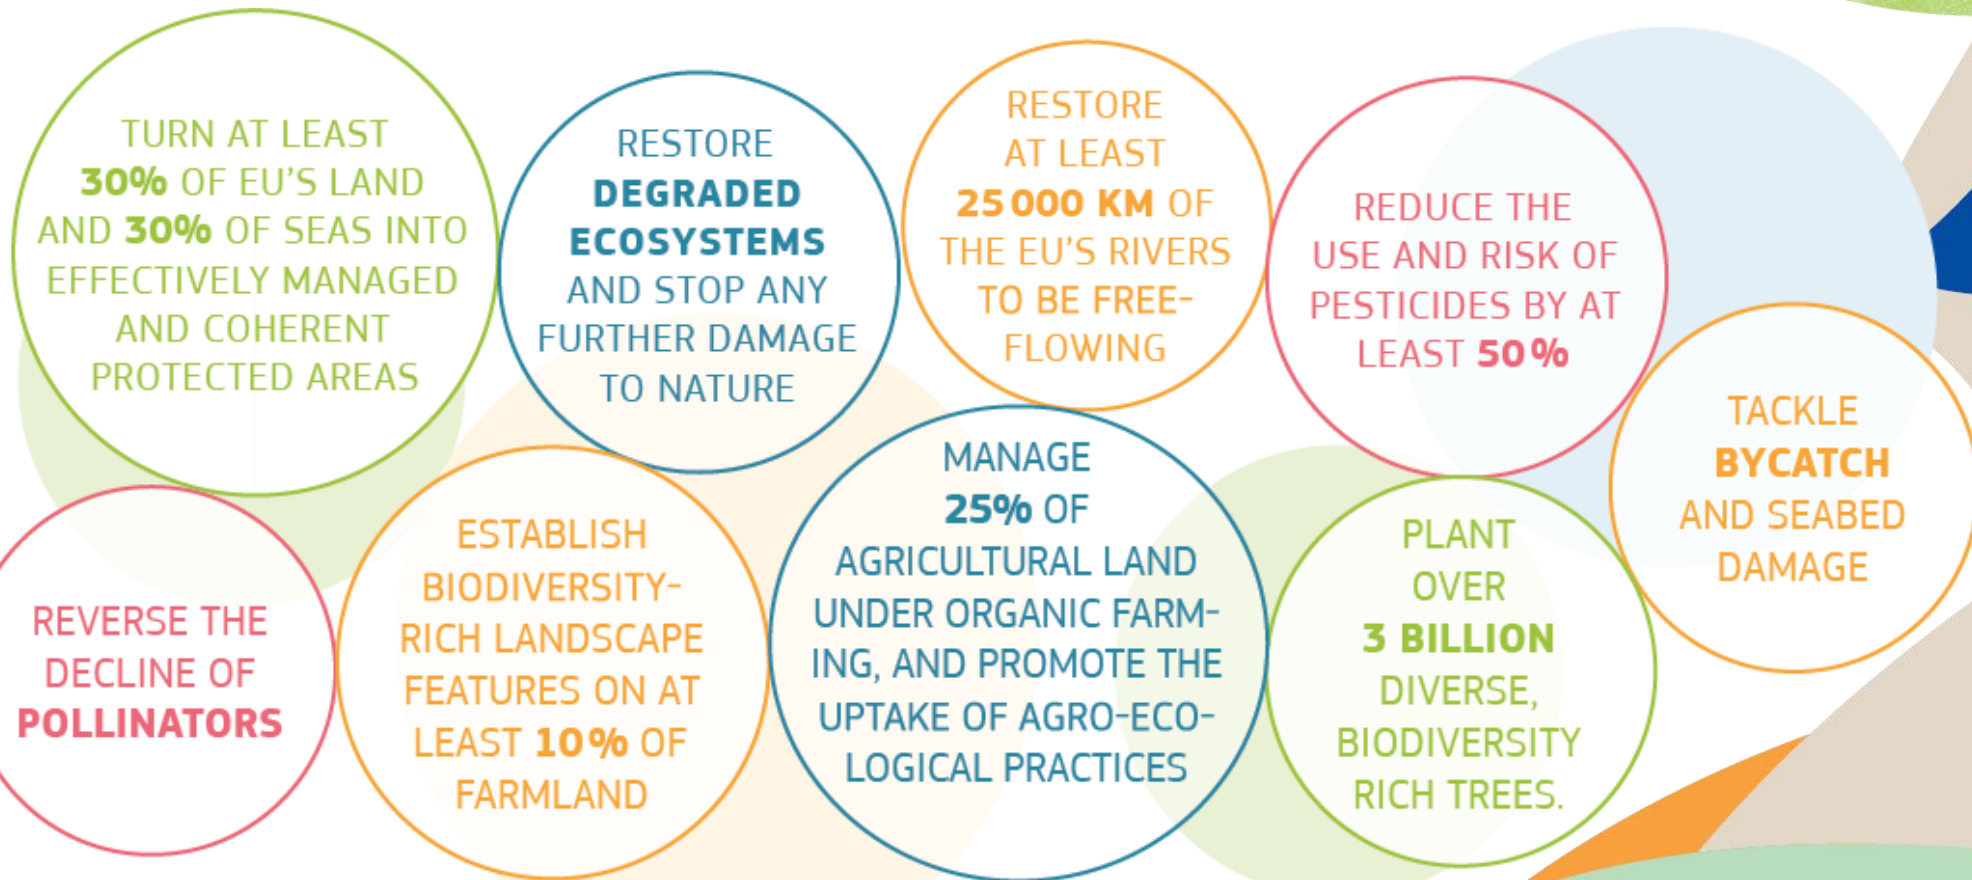 TURN AT LEAST
30% OF EU'S LAND
AND 30% OF SEAS INTO
EFFECTIVELY MANAGED
AND COHERENT
PROTECTED AREAS
RESTORE
DEGRADED
ECOSYSTEMS
AND STOP ANY
FURTHER DAMAGE
TO NATURE
RESTORE
AT LEAST
25 000 KM OF
THE EU'S RIVERS
TO BE FREE-
FLOWING
REDUCE THE
USE AND RISK OF
PESTICIDES BY AT
LEAST 50%
TACKLE
BYCATCH
AND SEABED
DAMAGE
REVERSE THE
DECLINE OF
POLLINATORS
ESTABLISH
BIODIVERSITY-
RICH LANDSCAPE
FEATURES ON AT
LEAST 10% OF
FARMLAND
MANAGE
25% OF
AGRICULTURAL LAND
UNDER ORGANIC FARM-
ING, AND PROMOTE THE
UPTAKE OF AGRO-ECO-
LOGICAL PRACTICES
PLANT
OVER
3 BILLION
DIVERSE,
BIODIVERSITY
RICH TREES.